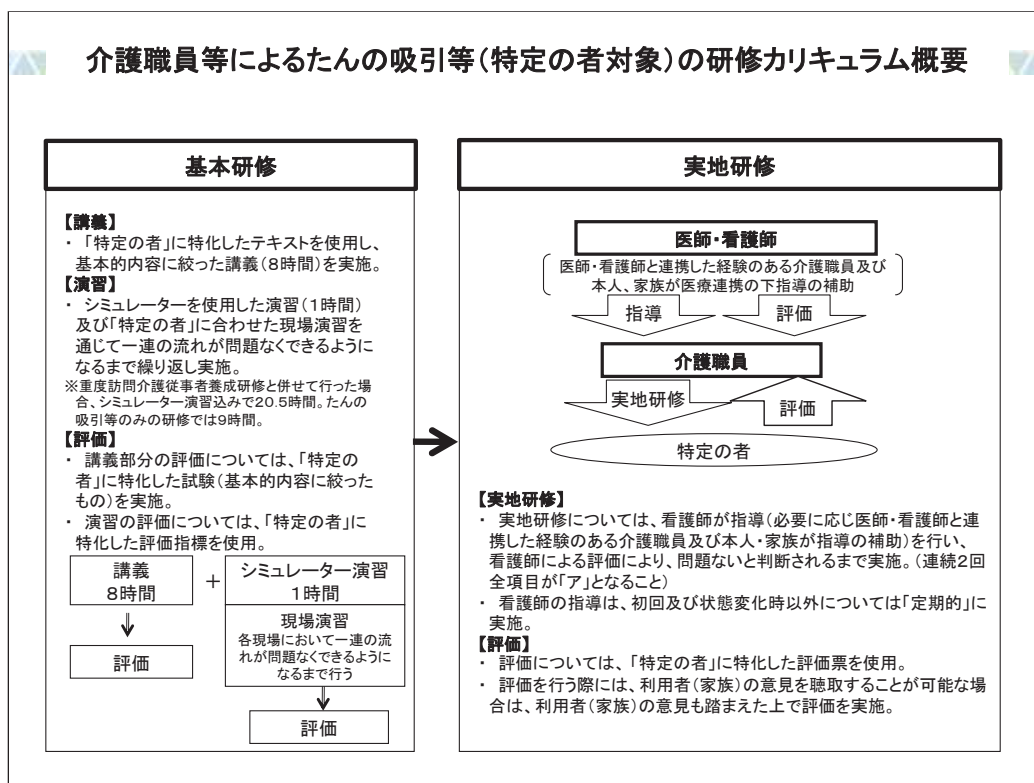 介護職員等によるたんの吸引等(特定の者対象)の研修カリキュラム概要
基本研修
【講義】
・ 「特定の者」に特化したテキストを使用し、
基本的内容に絞った講義(8時間)を実施。
【演習】
・ シミュレーターを使用した演習(1時間)
及び「特定の者」に合わせた現場演習を
通じて一連の流れが問題なくできるように
なるまで繰り返し実施。
※重度訪問介護従事者養成研修と併せて行った場
合、シミュレーター演習込みで20.5時間。たんの
吸引等のみの研修では9時間。
【評価】
・ 講義部分の評価については、「特定の
者」に特化した試験(基本的内容に絞った
もの)を実施。
・ 演習の評価については、「特定の者」に
特化した評価指標を使用。
講義
8時間
評価
+
シミュレーター演習
1時間
現場演習
各現場において一連の流
れが問題なくできるように
なるまで行う
評価
実地研修
医師・看護師
医師・看護師と連携した経験のある介護職員及び
本人、家族が医療連携の下指導の補助
指導
評価
介護職員
実地研修
評価
特定の者
【実地研修】
・ 実地研修については、看護師が指導(必要に応じ医師・看護師と連
携した経験のある介護職員及び本人・家族が指導の補助)を行い、
看護師による評価により、問題ないと判断されるまで実施。(連続2回
全項目が「ア」となること)
・ 看護師の指導は、初回及び状態変化時以外については「定期的」に
実施。
【評価】
・ 評価については、「特定の者」に特化した評価票を使用。
・ 評価を行う際には、利用者(家族)の意見を聴取することが可能な場
合は、利用者(家族)の意見も踏まえた上で評価を実施。